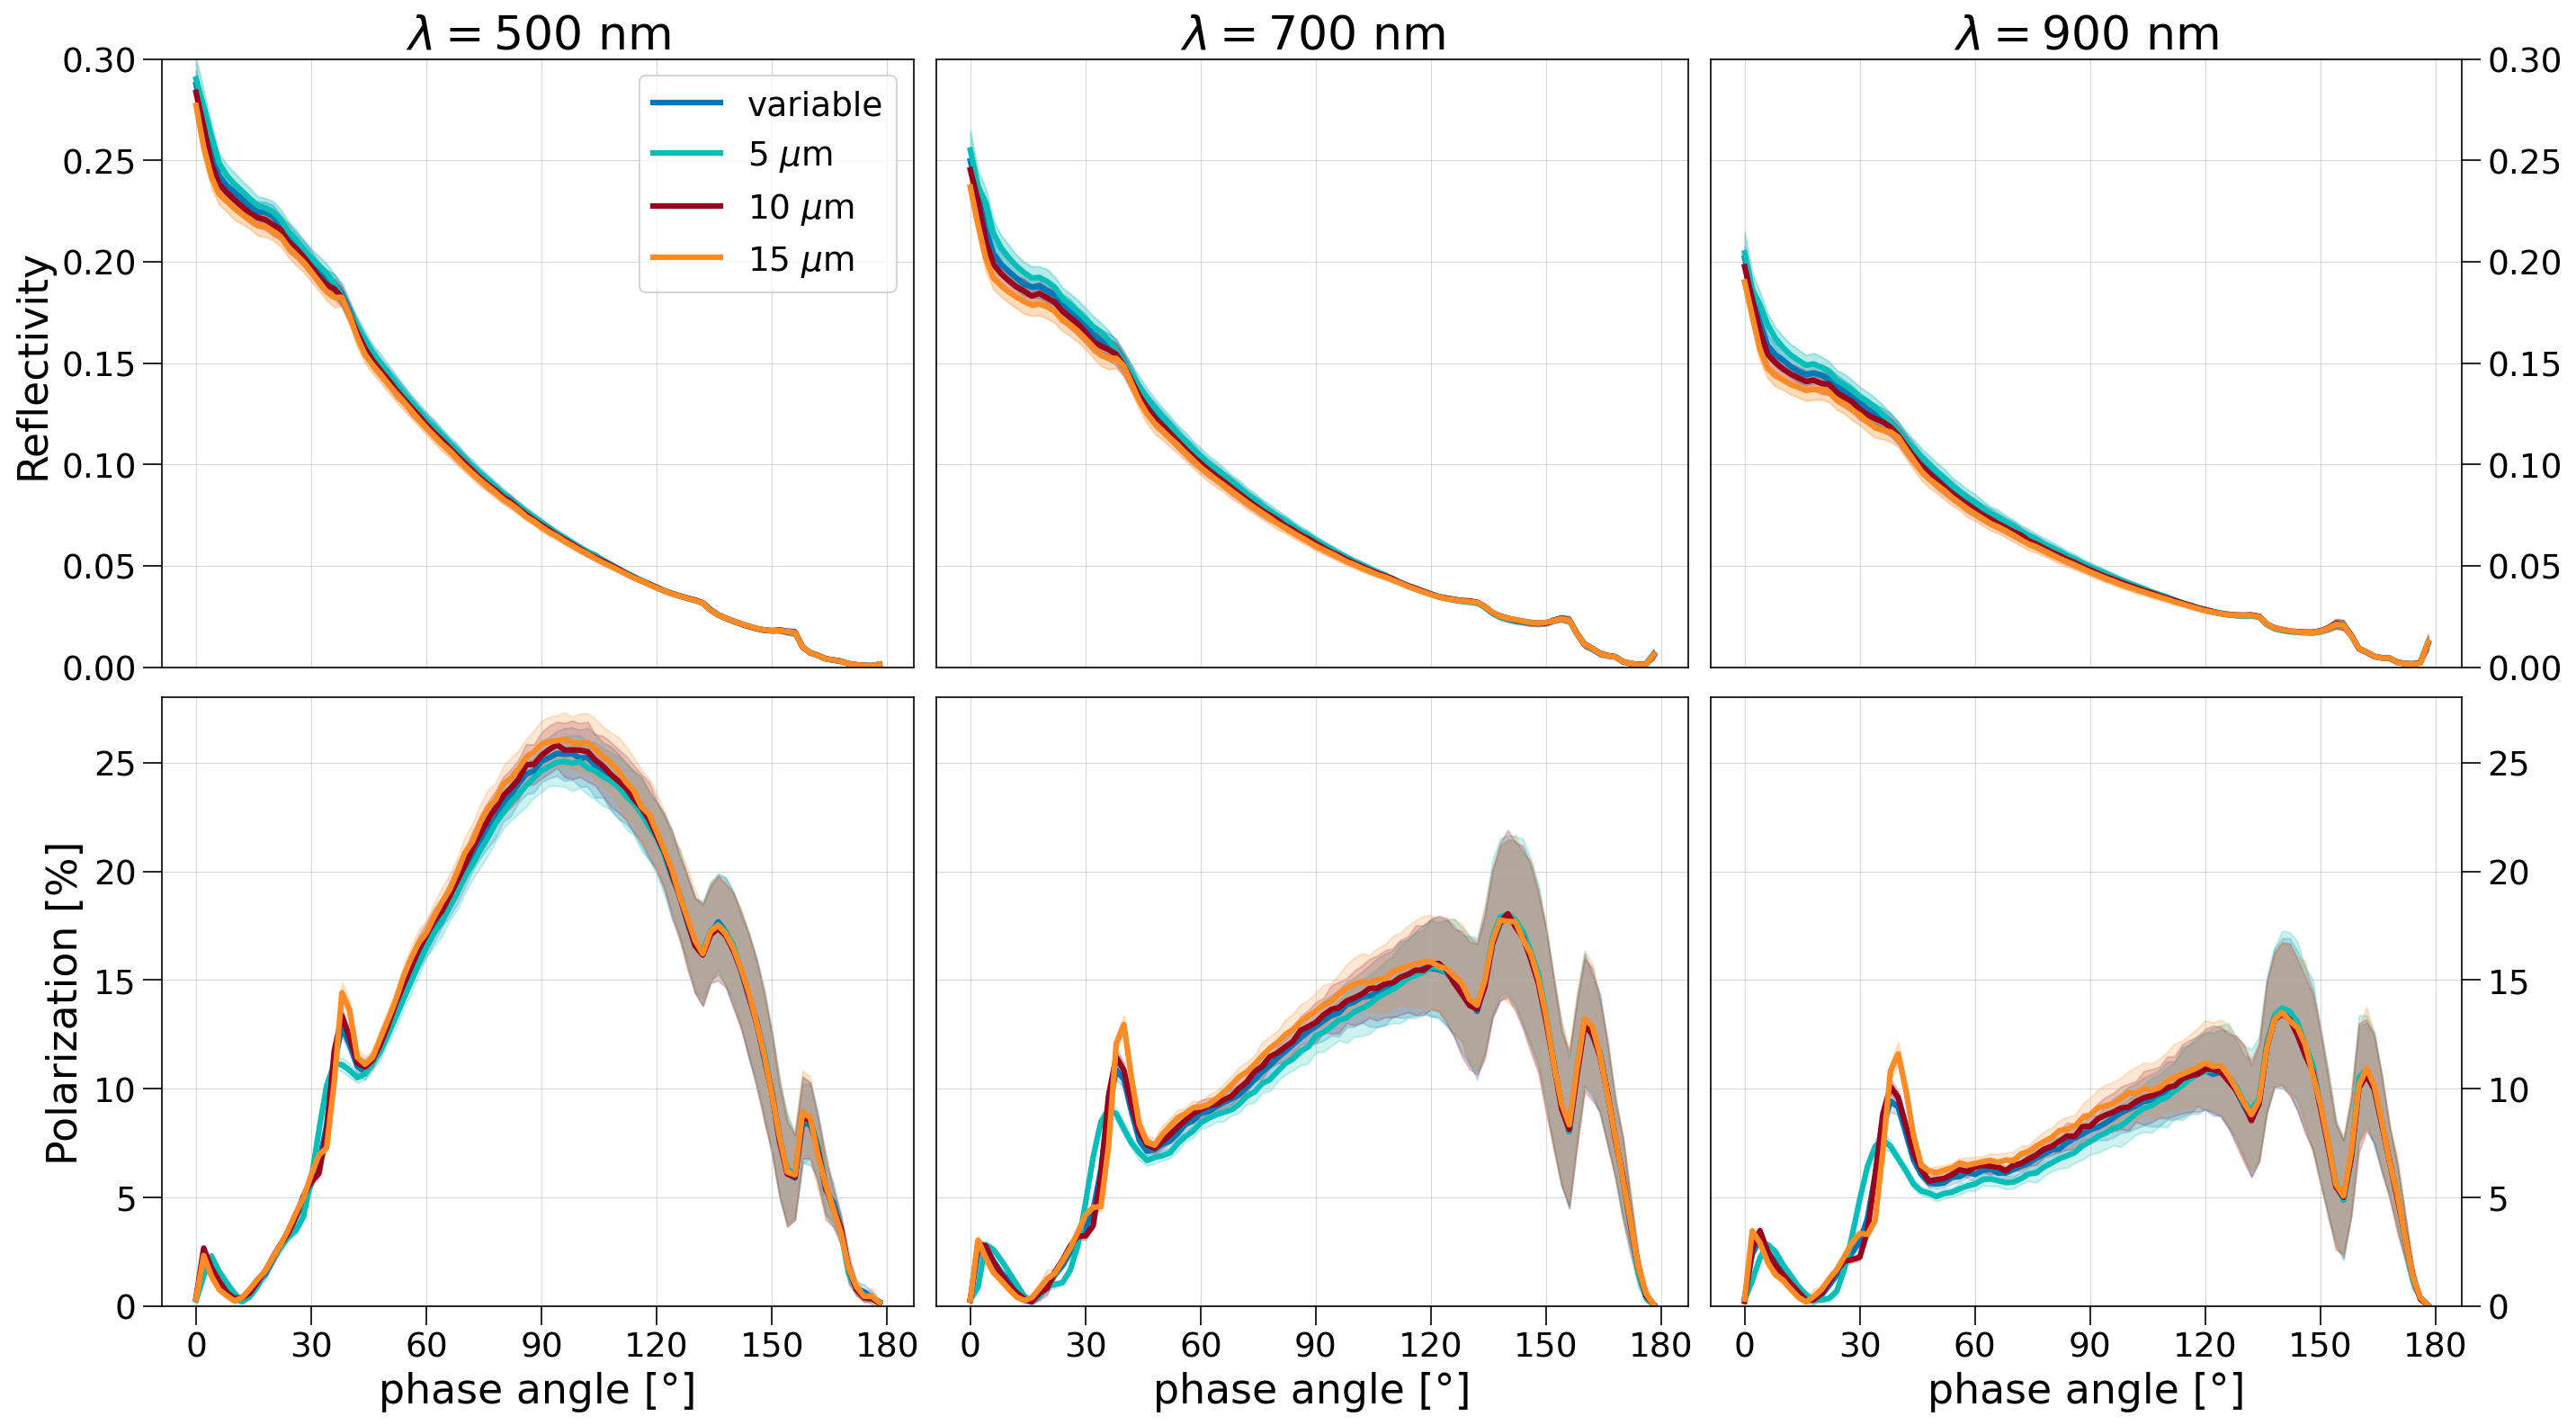 λ = 500 nm
λ = 700 nm
λ = 900 nm
Reflectivity
0.30
0.25
0.20
0.15
0.10
0.05
0.00
variable
5 μm
10 μm
15 μm
0.30
0.25
0.20
0.15
0.10
0.05
0.00
Polarization [%]
25
20
15
10
5
0
25
20
15
10
5
0
0 30 60 90 120 150 180
0 30 60 90 120 150 180
0 30 60 90 120 150 180
phase angle [°]
phase angle [°]
phase angle [°]